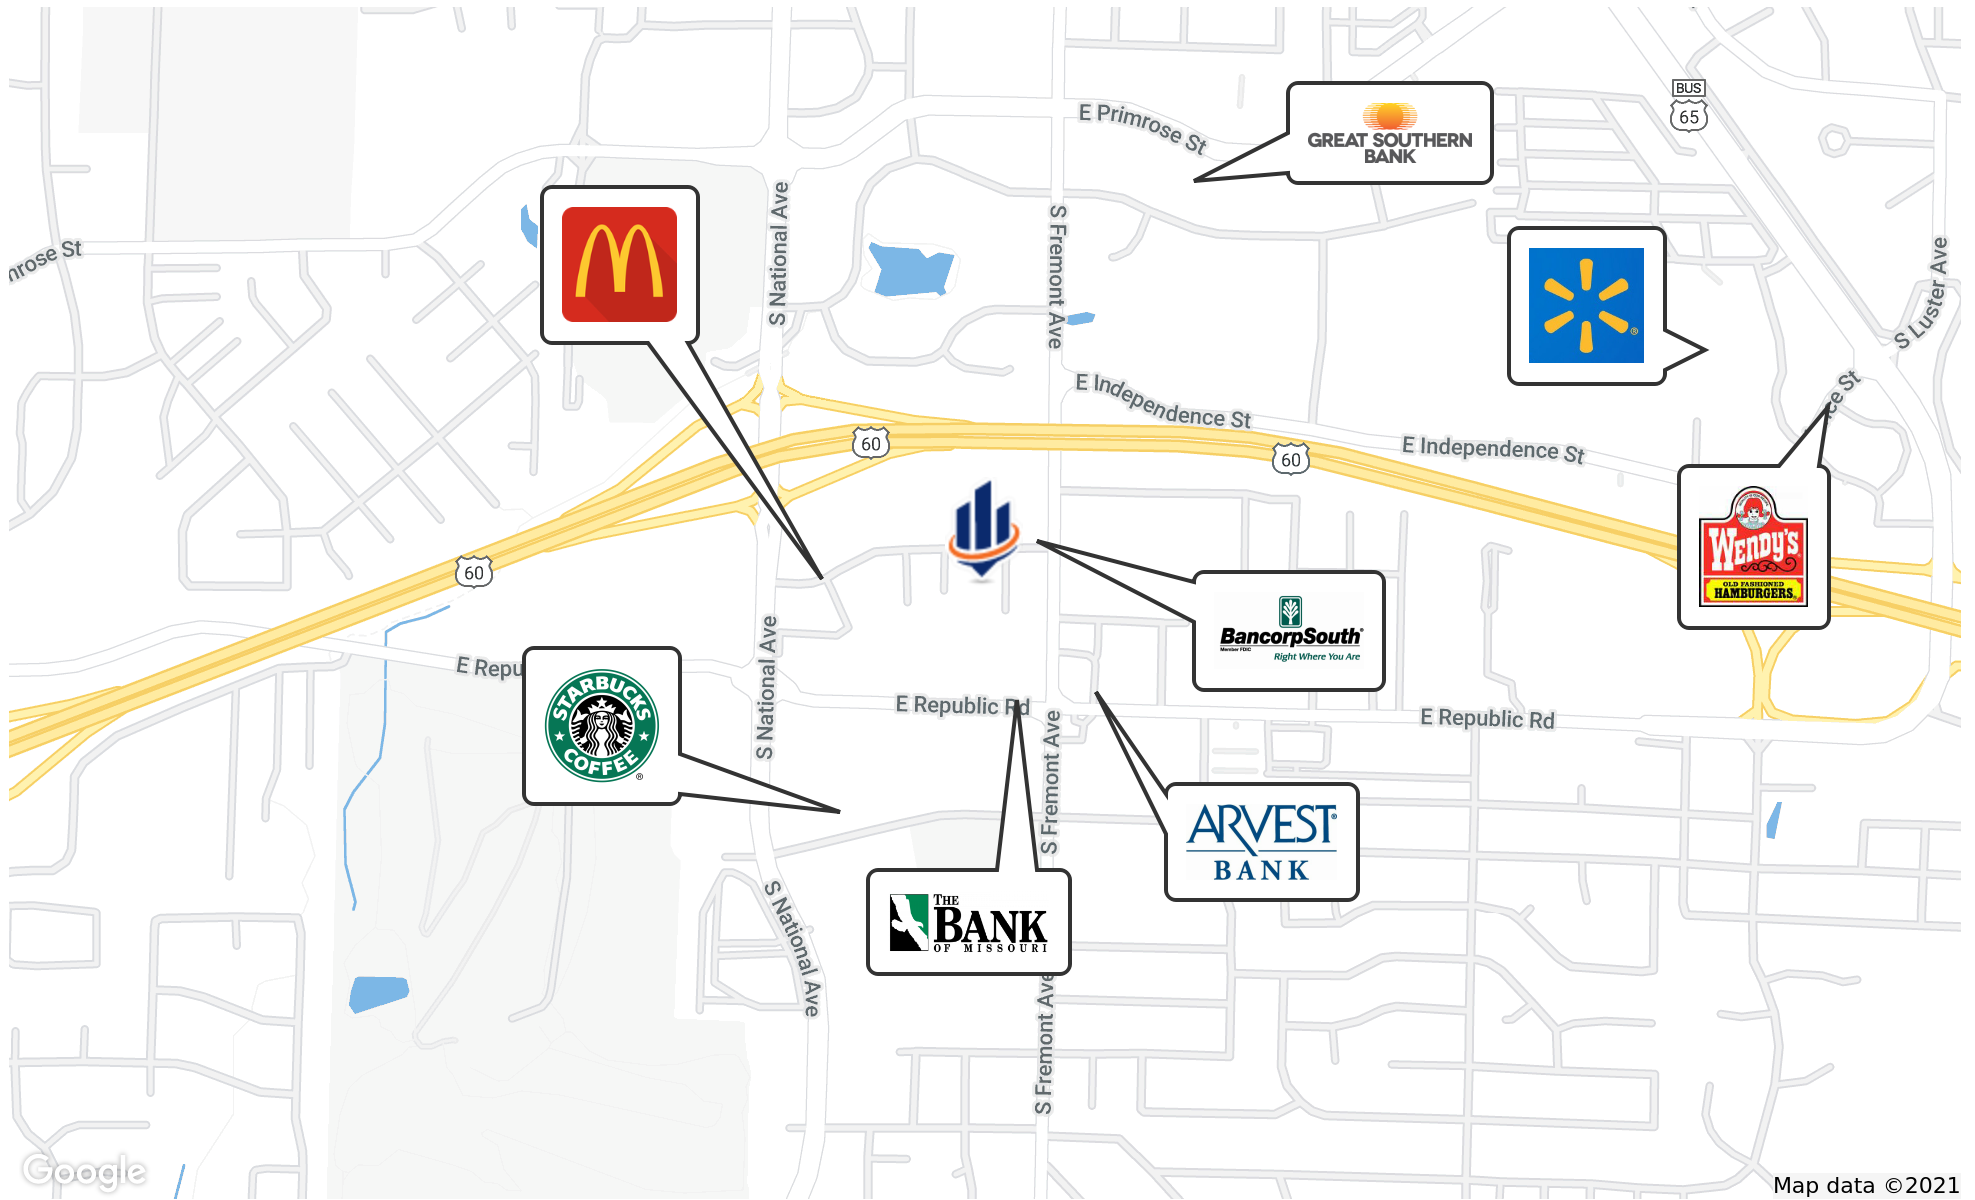 BUS
65
E Primrose St
GREAT SOUTHERN
BANK
S National Ave
S Fremont Ave
nrose St
S Luster Ave
®
E Independence St
ce St
60
E Independence St
60
60
WENDY'S
OLD FASHIONED
HAMBURGERS®
BancorpSouth®
Member FDIC
Right Where You Are
S National Ave
E Repu
STARBUCKS
COFFEE
®
E Republic Rd
E Republic Rd
S Fremont Ave
ARVEST®
BANK
THE
BANK
OF MISSOURI
S National Ave
S Fremont Ave
Google
Map data ©2021